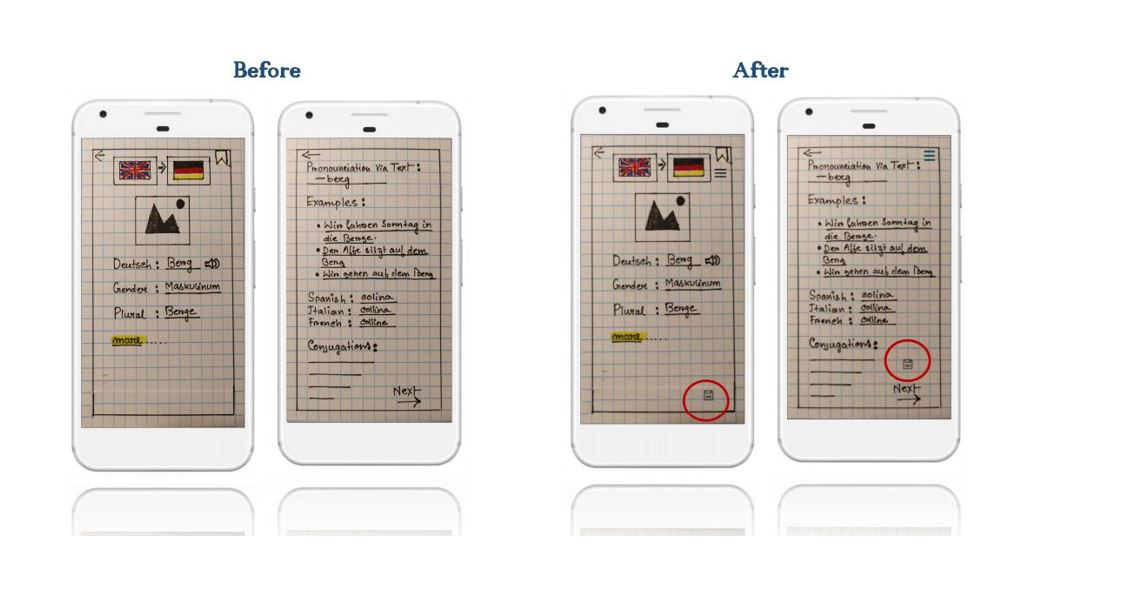 Before
Deutsch : Berg
Gender : Maskulinum
Plural : Berge
more.....
Pronounciation Via Text :
— berg
Examples :
• Wir fahren Sonntag in
die Berge.
• Der Affe sitzt auf dem
Berg
• Wir gehen auf dem Berg
Spanish : colina
Italian : collina
French : colline
Conjugations :
Next
After
Deutsch : Berg
Gender : Maskulinum
Plural : Berge
more.....
Pronounciation Via Text :
— berg
Examples :
• Wir fahren Sonntag in
die Berge.
• Der Affe sitzt auf dem
Berg
• Wir gehen auf dem Berg
Spanish : colina
Italian : collina
French : colline
Conjugations :
Next